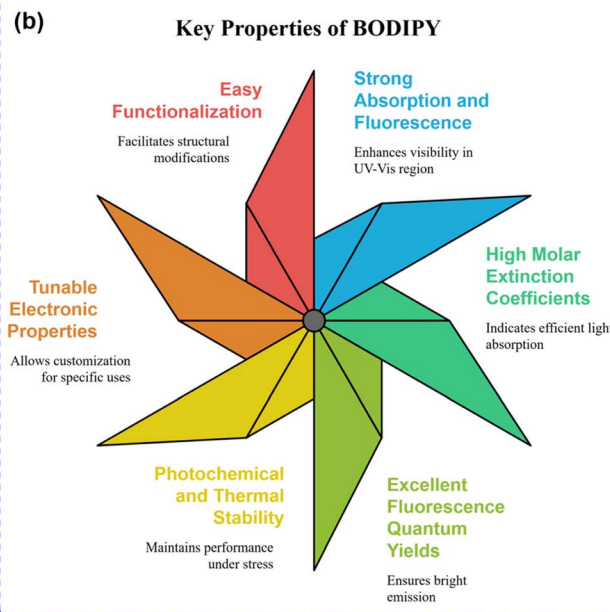 (b)
Key Properties of BODIPY
Easy
Functionalization
Facilitates structural
modifications
Strong
Absorption and
Fluorescence
Enhances visibility in
UV-Vis region
High Molar
Extinction
Coefficients
Indicates efficient light
absorption
Tunable
Electronic
Properties
Allows customization
for specific uses
Photochemical
and Thermal
Stability
Maintains performance
under stress
Excellent
Fluorescence
Quantum
Yields
Ensures bright
emission